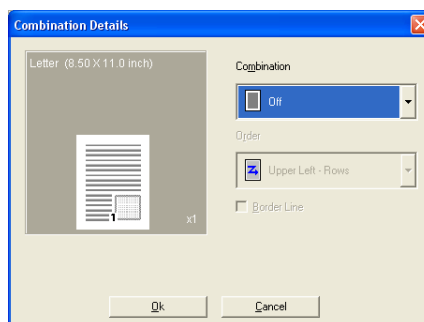 Combination Details
Letter (8.50 X 11.0 inch)
1
x1
Combination
Off
Order
Upper Left - Rows
Border Line
Ok
Cancel